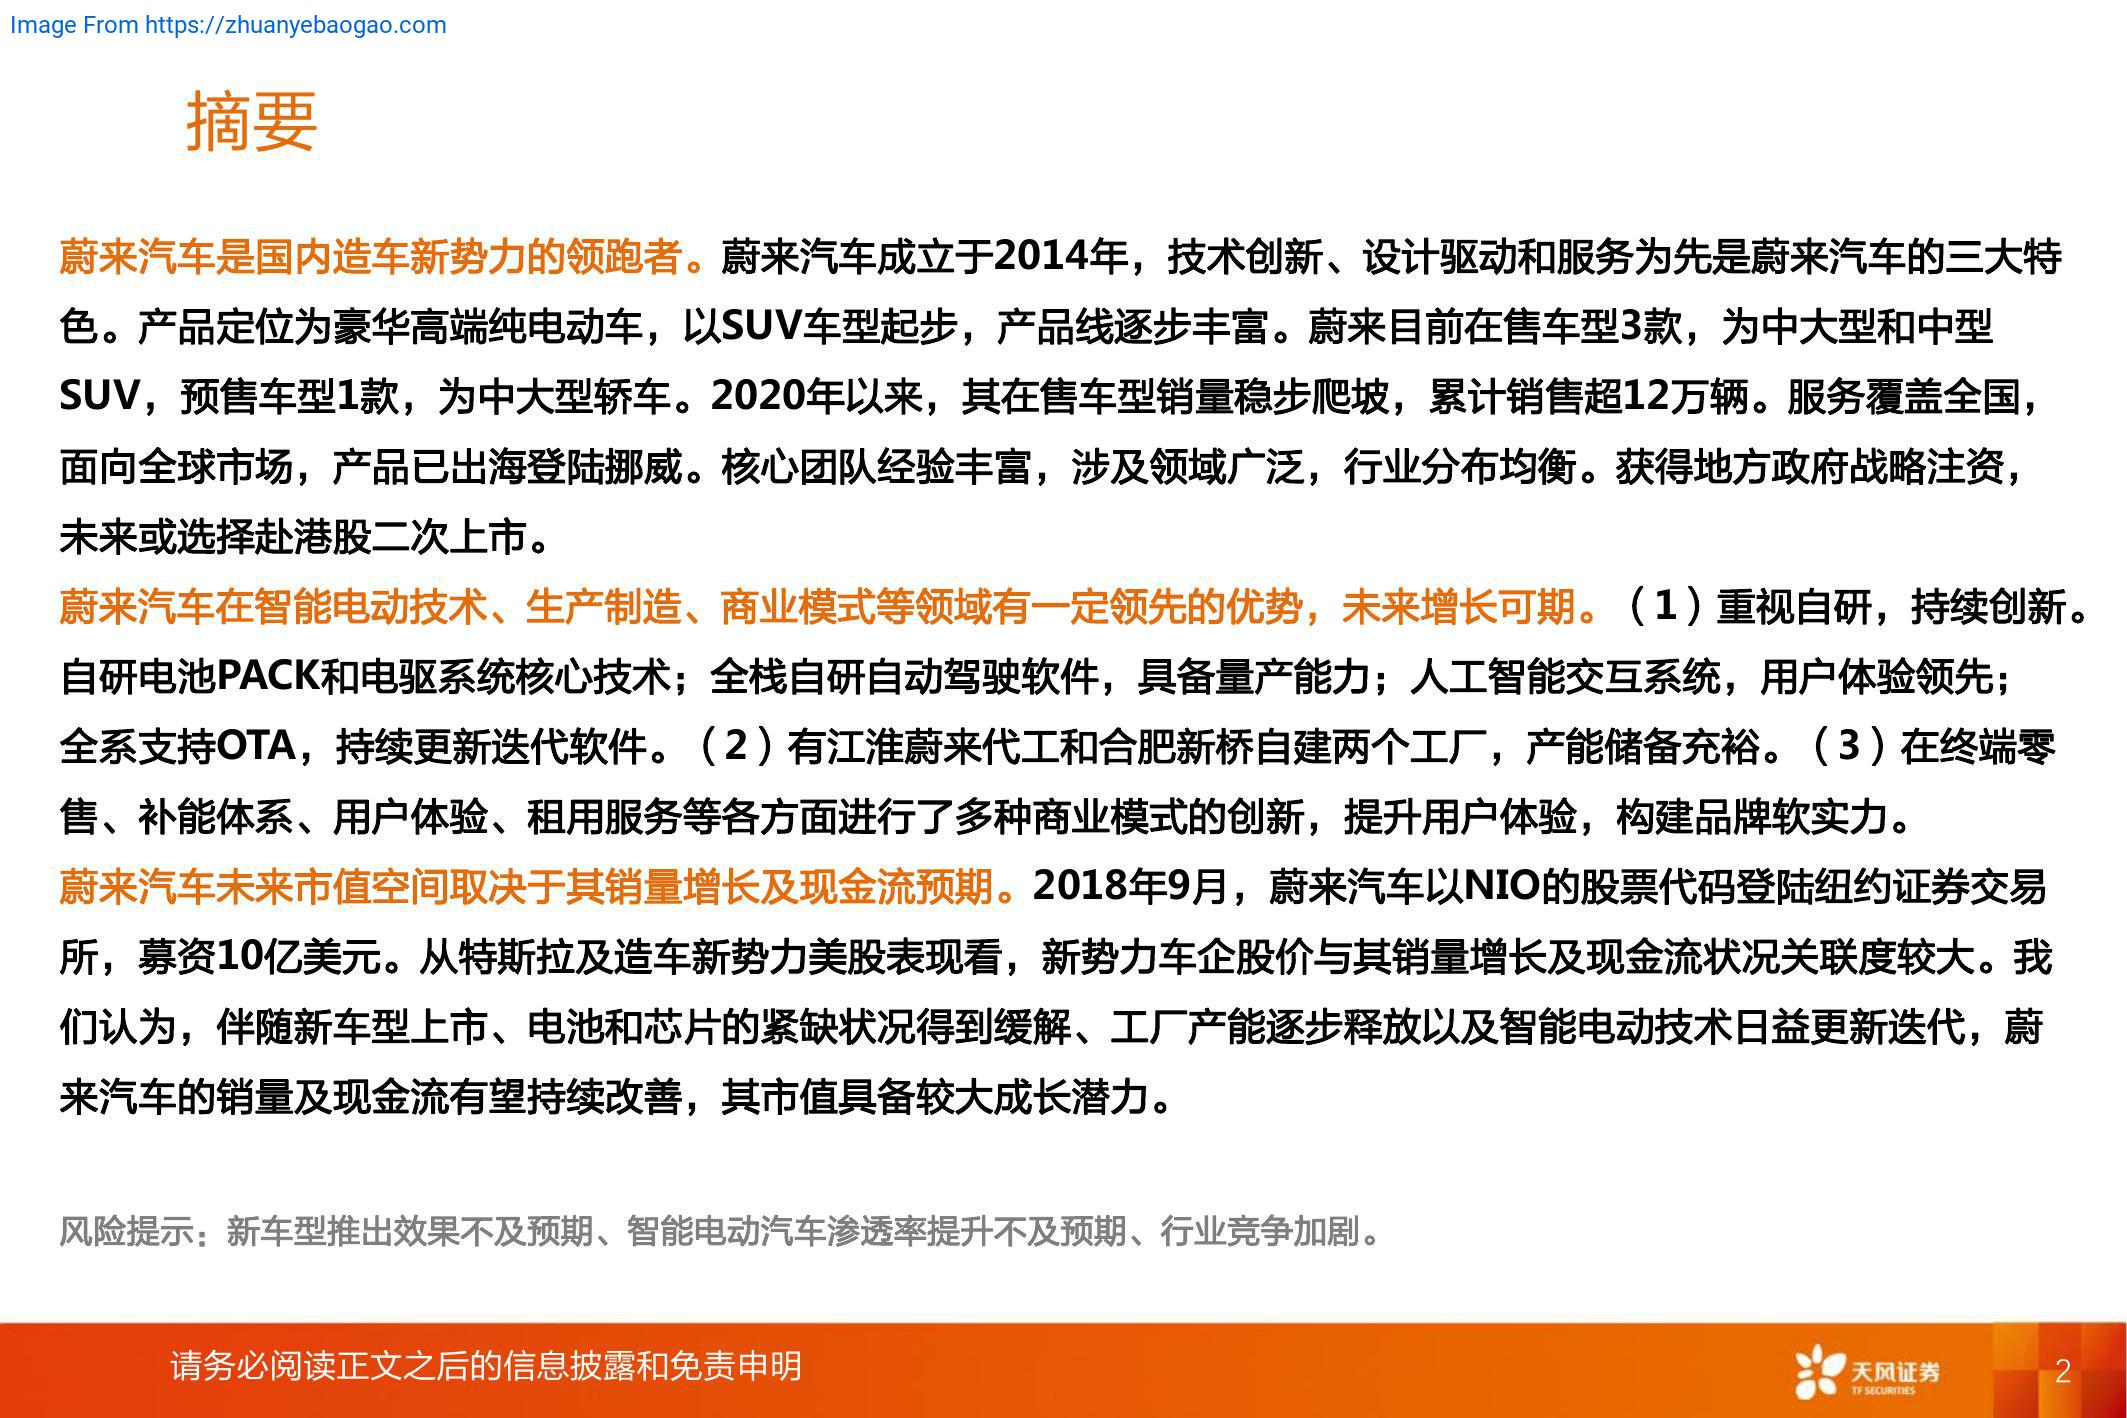 Image From https://zhuanyebaogao.com
摘要
蔚来汽车是国内造车新势力的领跑者。蔚来汽车成立于2014年，技术创新、设计驱动和服务为先是蔚来汽车的三大特
色。产品定位为豪华高端纯电动车，以SUV车型起步，产品线逐步丰富。蔚来目前在售车型3款，为中大型和中型
SUV，预售车型1款，为中大型轿车。2020年以来，其在售车型销量稳步爬坡，累计销售超12万辆。服务覆盖全国，
面向全球市场，产品已出海登陆挪威。核心团队经验丰富，涉及领域广泛，行业分布均衡。获得地方政府战略注资，
未来或选择赴港股二次上市。
蔚来汽车在智能电动技术、生产制造、商业模式等领域有一定领先的优势，未来增长可期。（1）重视自研，持续创新。
自研电池PACK和电驱系统核心技术；全栈自研自动驾驶软件，具备量产能力；人工智能交互系统，用户体验领先；
全系支持OTA，持续更新迭代软件。（2）有江淮蔚来代工和合肥新桥自建两个工厂，产能储备充裕。（3）在终端零
售、补能体系、用户体验、租用服务等各方面进行了多种商业模式的创新，提升用户体验，构建品牌软实力。
蔚来汽车未来市值空间取决于其销量增长及现金流预期。2018年9月，蔚来汽车以NIO的股票代码登陆纽约证券交易
所，募资10亿美元。从特斯拉及造车新势力美股表现看，新势力车企股价与其销量增长及现金流状况关联度较大。我
们认为，伴随新车型上市、电池和芯片的紧缺状况得到缓解、工厂产能逐步释放以及智能电动技术日益更新迭代，蔚
来汽车的销量及现金流有望持续改善，其市值具备较大成长潜力。
风险提示：新车型推出效果不及预期、智能电动汽车渗透率提升不及预期、行业竞争加剧。
请务必阅读正文之后的信息披露和免责申明
天风证券
TF SECURITIES
2